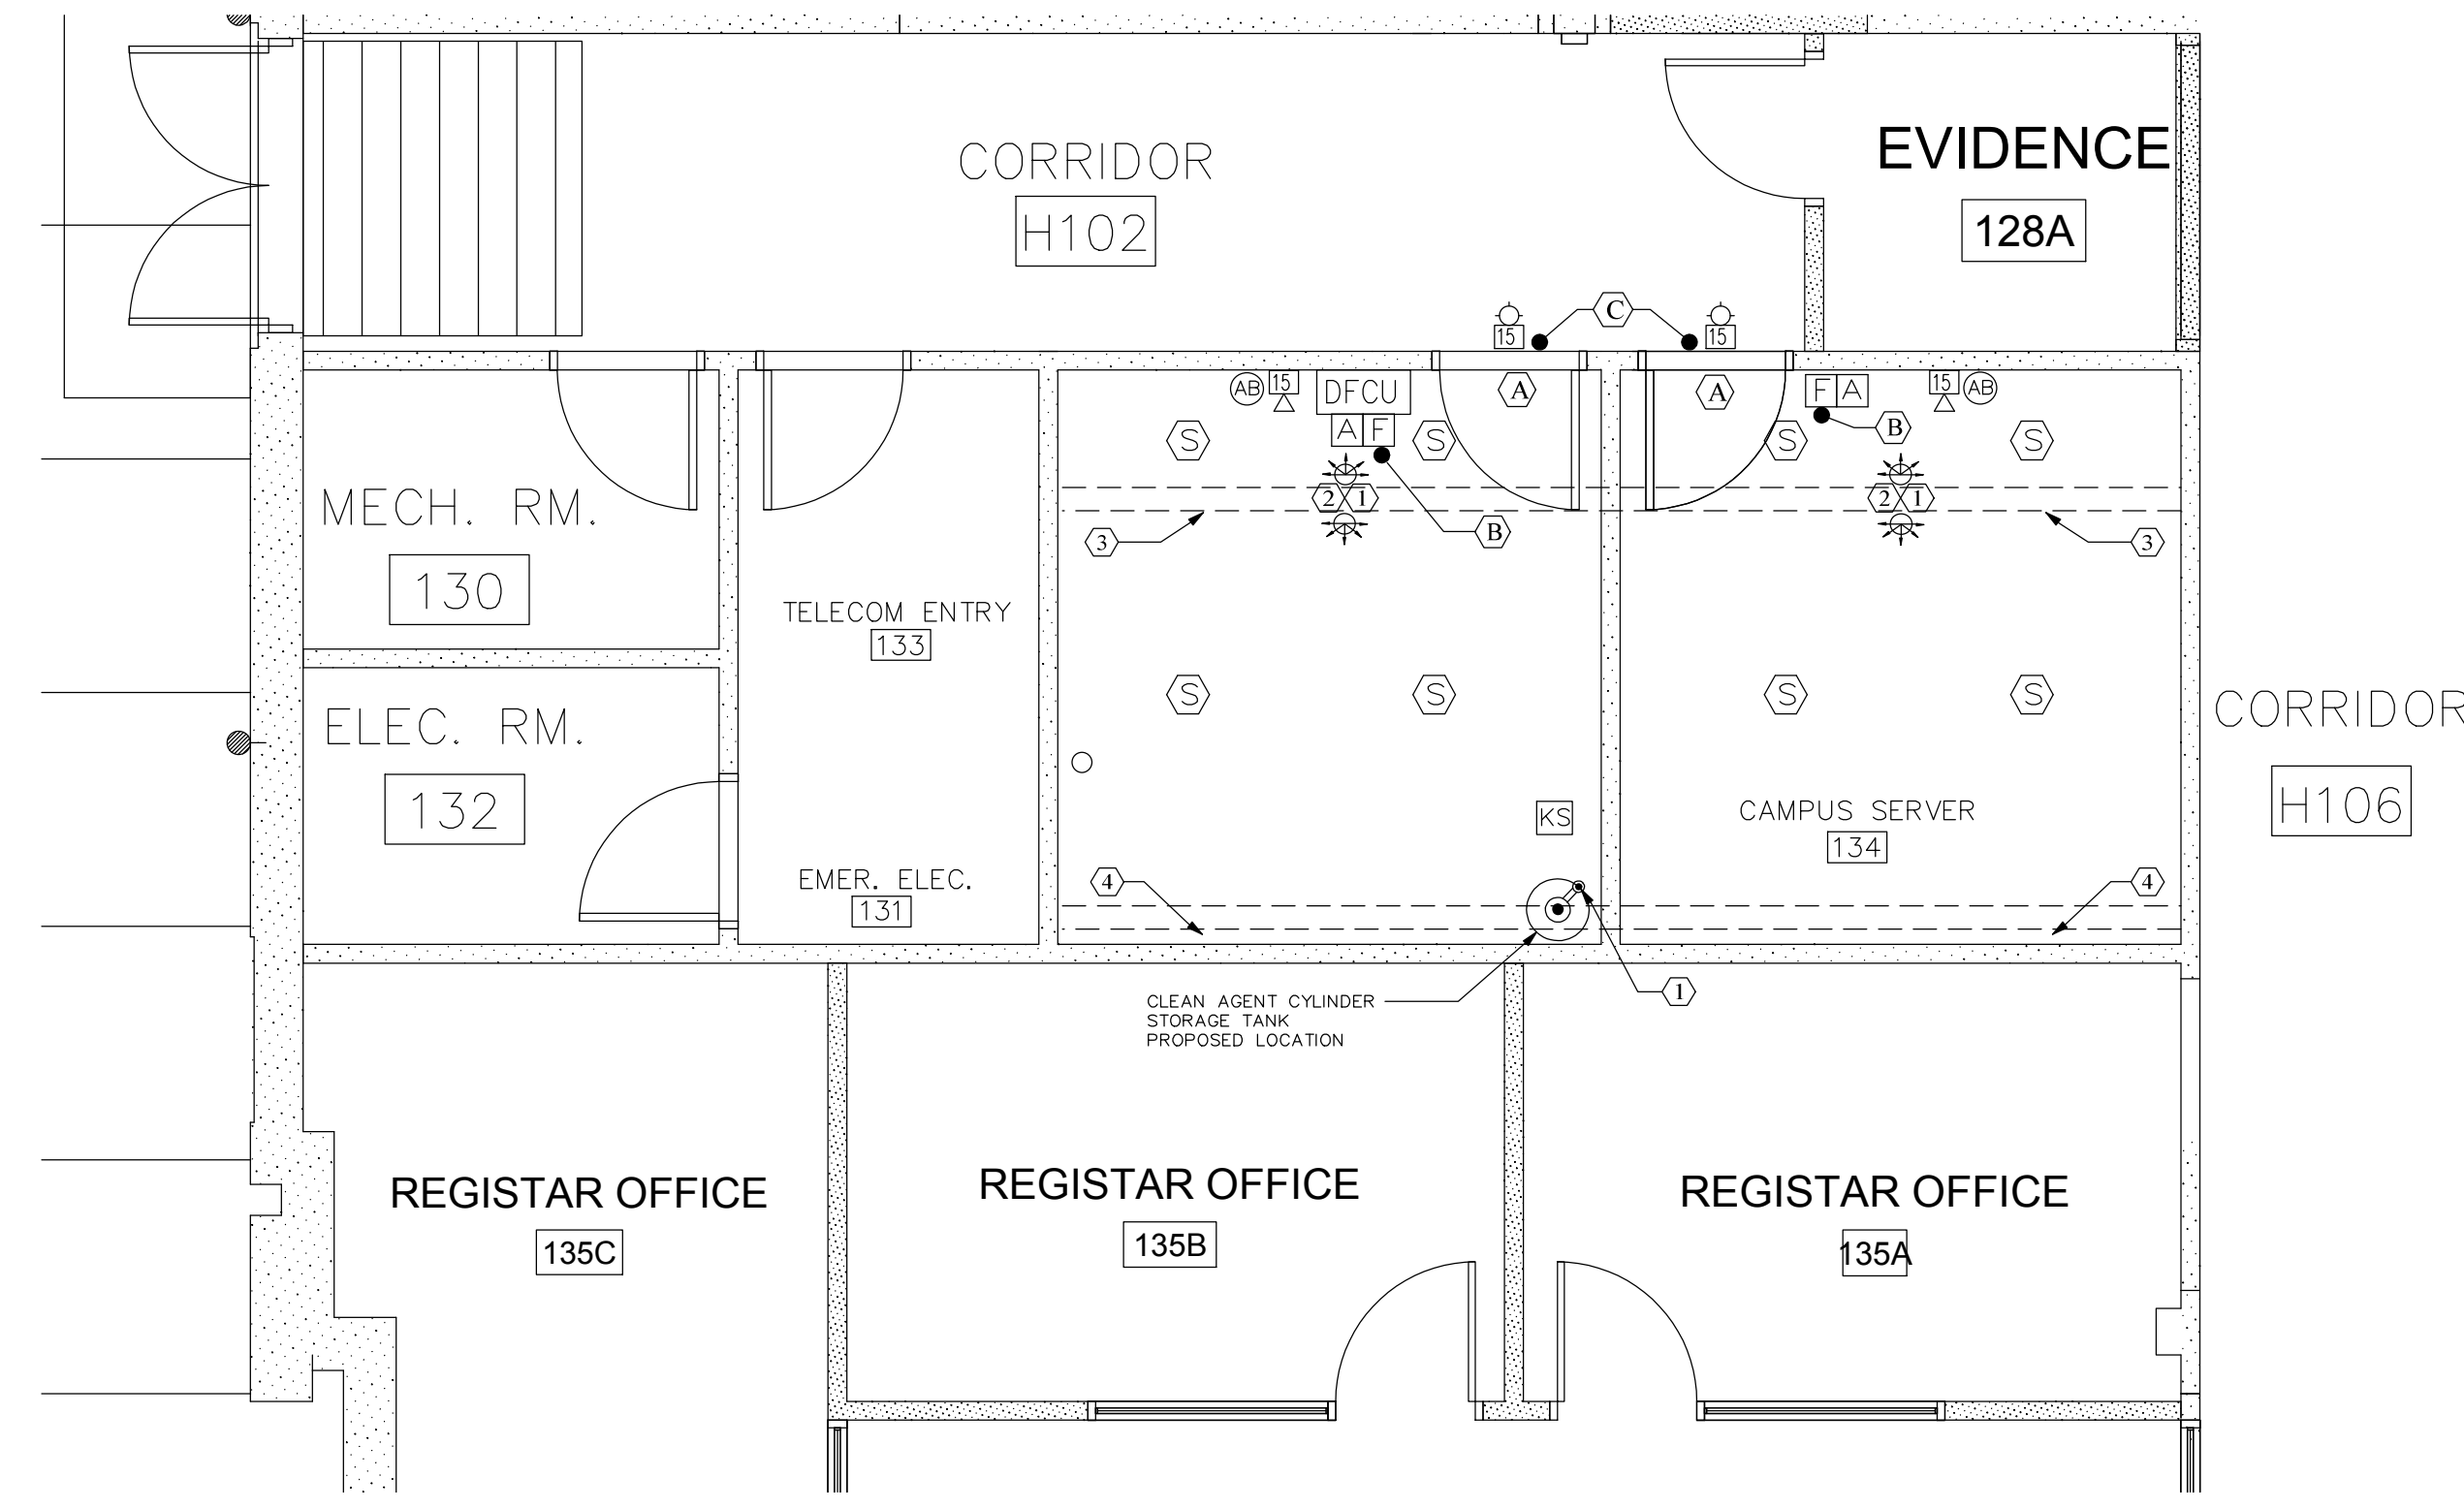 CORRIDOR
H102
EVIDENCE
128A
C
15
15
AB
15
DFCU
A F
A
A
F A
15
AB
S
S
B
S
S
2 1
2 1
3
B
3
MECH. RM.
130
TELECOM ENTRY
133
S
S
S
S
ELEC. RM.
132
CORRIDOR
H106
KS
CAMPUS SERVER
134
EMER. ELEC.
131
4
4
CLEAN AGENT CYLINDER
STORAGE TANK
PROPOSED LOCATION
1
REGISTAR OFFICE
135C
REGISTAR OFFICE
135B
REGISTAR OFFICE
135A